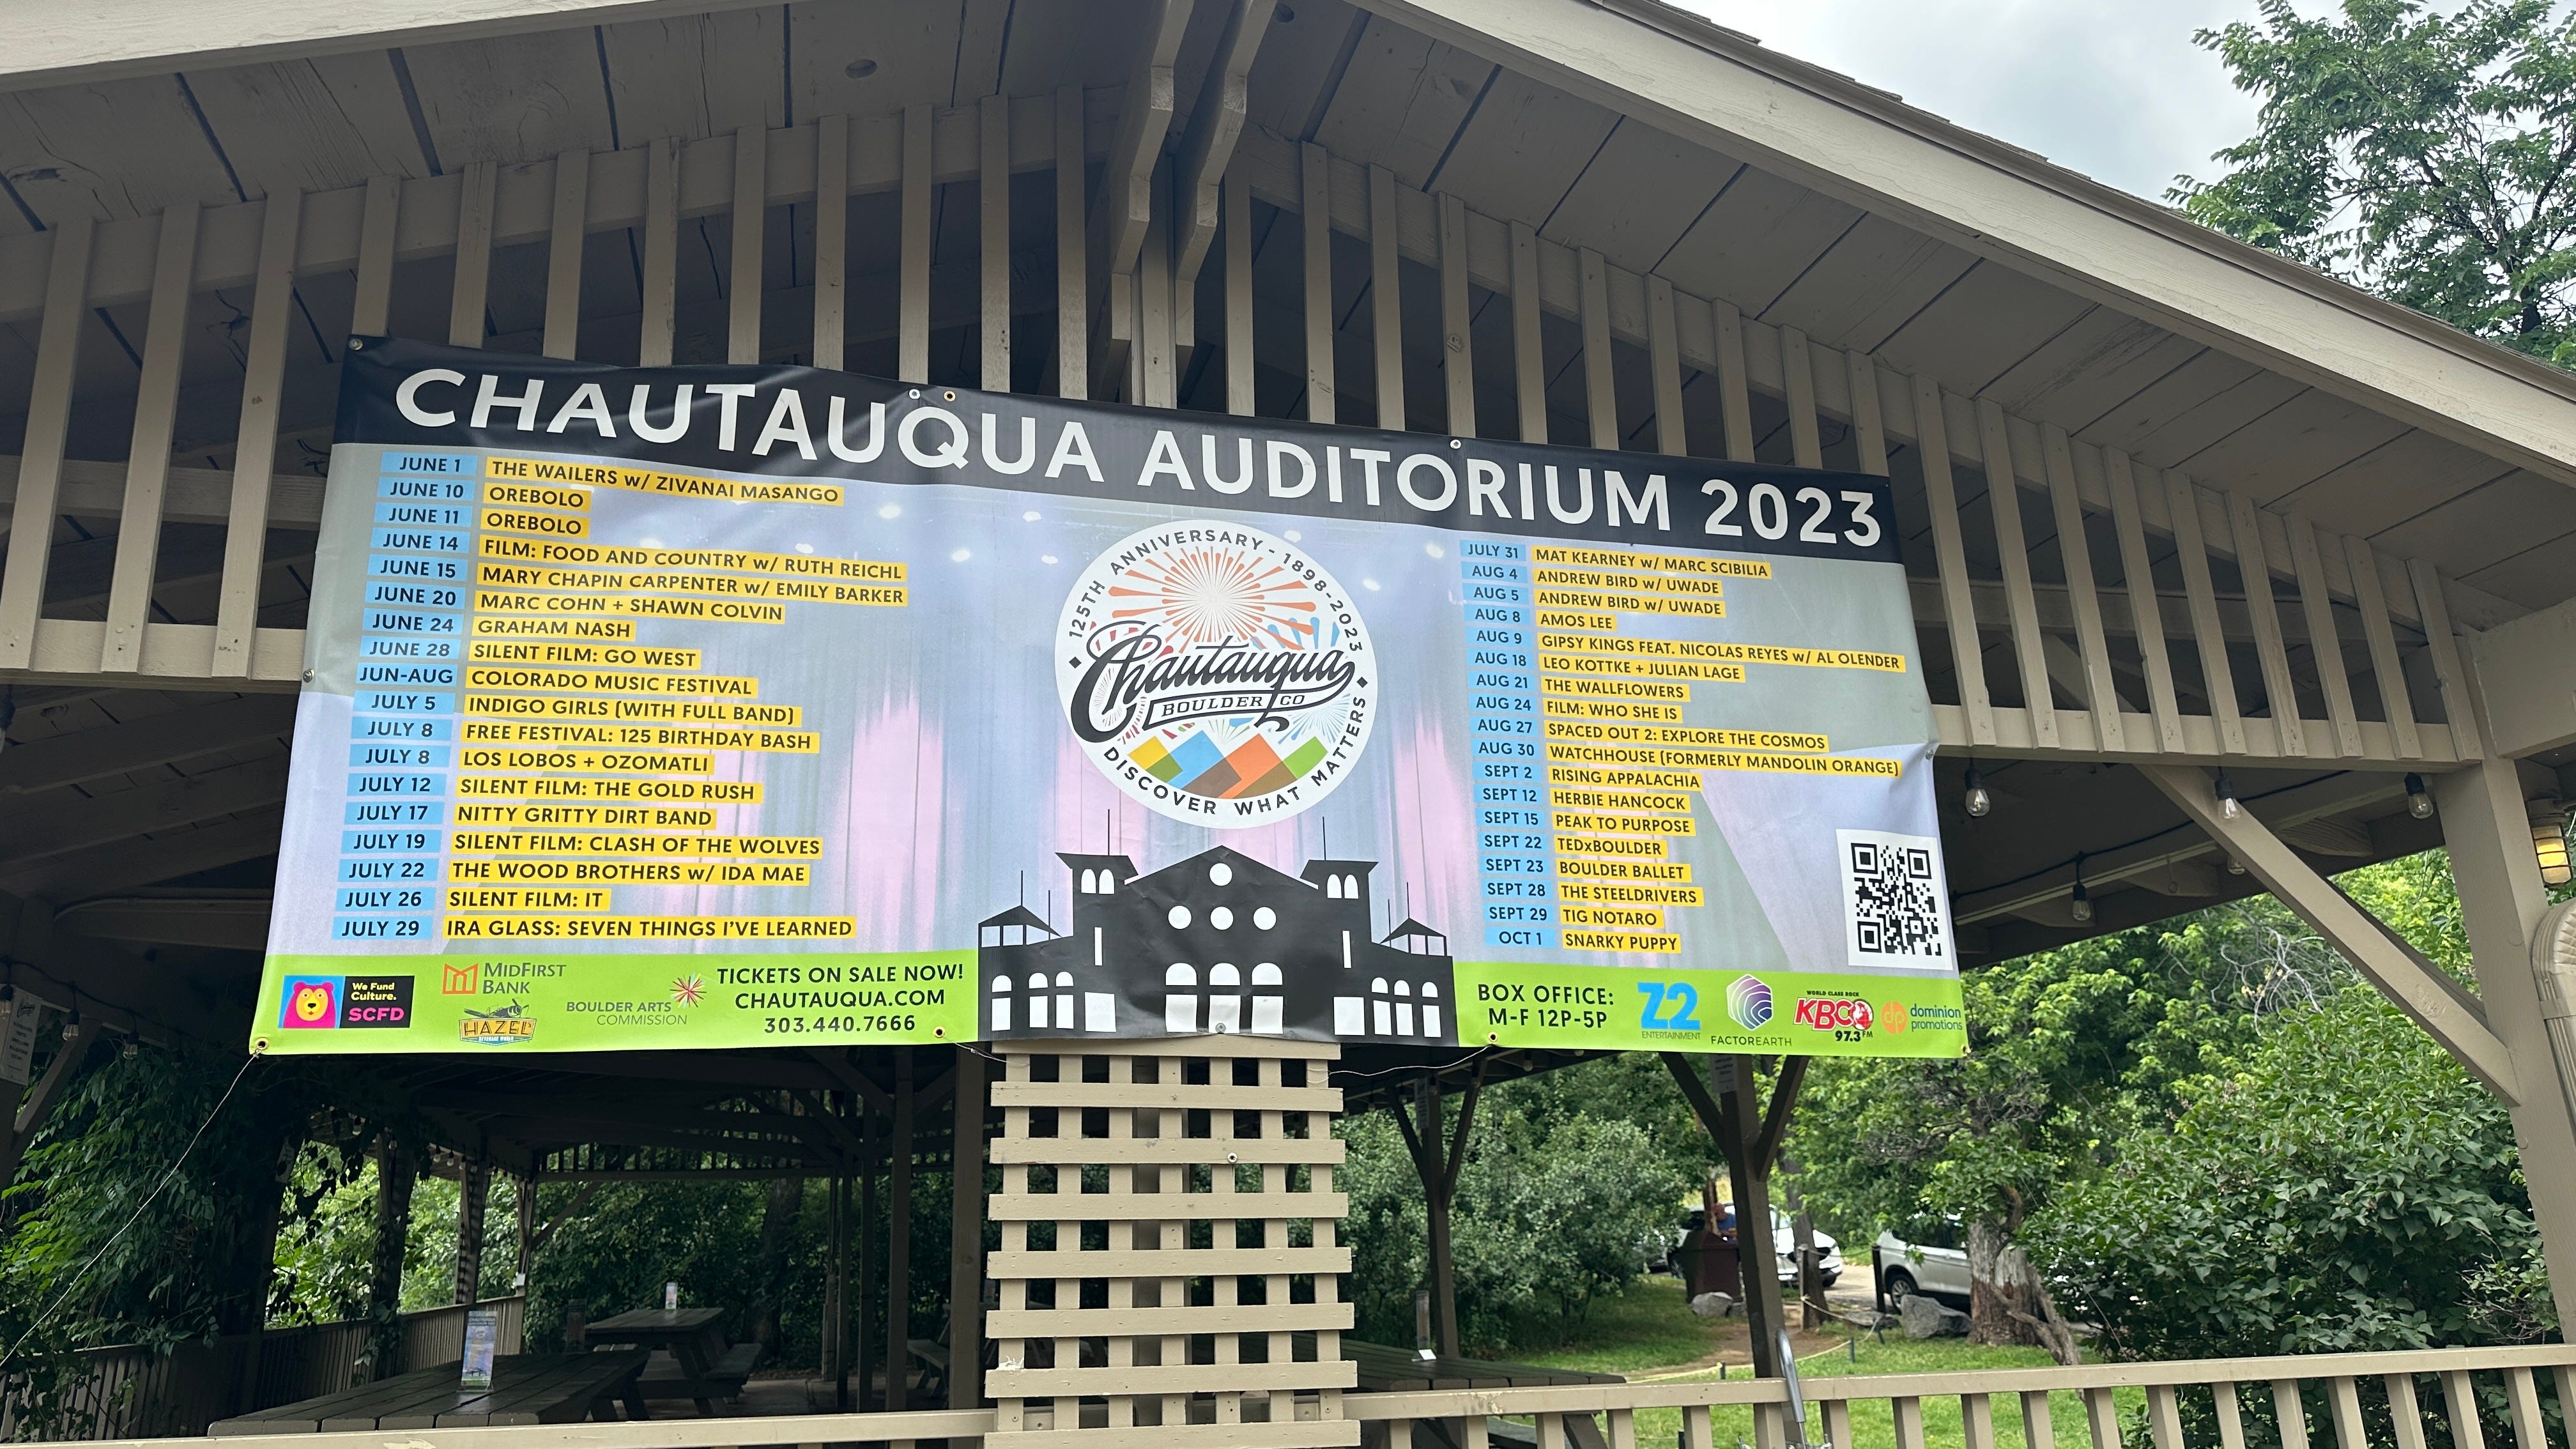 CHAUTAUQUA AUDITORIUM 2023
JUNE 1 THE WAILERS w/ ZIVANAI MASANGO
JUNE 10 OREBOLO
JUNE 11 OREBOLO
JUNE 14 FILM: FOOD AND COUNTRY w/ RUTH REICHL
JUNE 15 MARY CHAPIN CARPENTER w/ EMILY BARKER
JUNE 20 MARC COHN + SHAWN COLVIN
JUNE 24 GRAHAM NASH
JUNE 28 SILENT FILM: GO WEST
JUN-AUG COLORADO MUSIC FESTIVAL
JULY 5 INDIGO GIRLS (WITH FULL BAND)
JULY 8 FREE FESTIVAL: 125 BIRTHDAY BASH
JULY 8 LOS LOBOS + OZOMATLI
JULY 12 SILENT FILM: THE GOLD RUSH
JULY 17 NITTY GRITTY DIRT BAND
JULY 19 SILENT FILM: CLASH OF THE WOLVES
JULY 22 THE WOOD BROTHERS w/ IDA MAE
JULY 26 SILENT FILM: IT
JULY 29 IRA GLASS: SEVEN THINGS I'VE LEARNED
125TH ANNIVERSARY - 1898-2023
Chautauqua
BOULDER CO
DISCOVER WHAT MATTERS
JULY 31 MAT KEARNEY w/ MARC SCIBILIA
AUG 4 ANDREW BIRD w/ UWADE
AUG 5 ANDREW BIRD w/ UWADE
AUG 8 AMOS LEE
AUG 9 GIPSY KINGS FEAT. NICOLAS REYES w/ AL OLENDER
AUG 18 LEO KOTTKE + JULIAN LAGE
AUG 21 THE WALLFLOWERS
AUG 24 FILM: WHO SHE IS
AUG 27 SPACED OUT 2: EXPLORE THE COSMOS
AUG 30 WATCHHOUSE (FORMERLY MANDOLIN ORANGE)
SEPT 2 RISING APPALACHIA
SEPT 12 HERBIE HANCOCK
SEPT 15 PEAK TO PURPOSE
SEPT 22 TEDxBOULDER
SEPT 23 BOULDER BALLET
SEPT 28 THE STEELDRIVERS
SEPT 29 TIG NOTARO
OCT 1 SNARKY PUPPY
We Fund
Culture.
SCFD
MIDFIRST
BANK
HAZEL
BEVERAGE WORLD
BOULDER ARTS
COMMISSION
TICKETS ON SALE NOW!
CHAUTAUQUA.COM
303.440.7666
BOX OFFICE:
M-F 12P-5P
Z2
ENTERTAINMENT
FACTOREARTH
WORLD CLASS ROCK
KBCO
97.3 FM
dp dominion
promotions